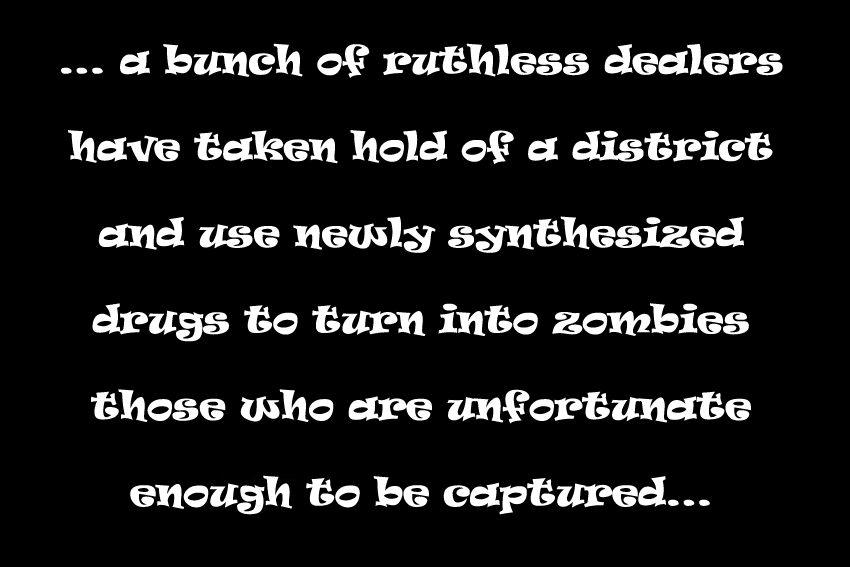 ... a bunch of ruthless dealers
have taken hold of a district
and use newly synthesized
drugs to turn into zombies
those who are unfortunate
enough to be captured...